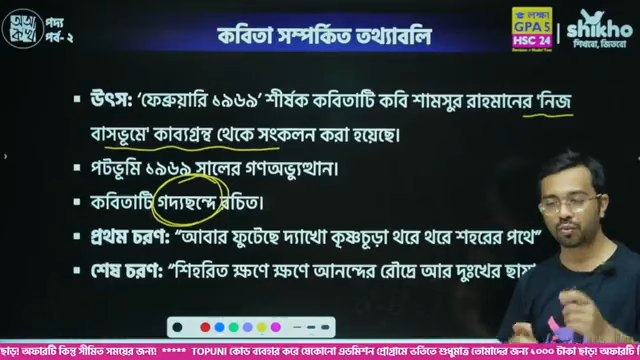 পদ্য
পর্ব- ২
কবিতা সম্পর্কিত তথ্যাবলি
লক্ষ্য
GPA 5
HSC 24
shikho
শিখবো, জিতবো
▪ উৎস: ‘ফেব্রুয়ারি ১৯৬৯’ শীর্ষক কবিতাটি কবি শামসুর রাহমানের 'নিজ
বাসভূমে' কাব্যগ্রন্থ থেকে সংকলন করা হয়েছে।
▪ পটভূমি ১৯৬৯ সালের গণঅভ্যুত্থান।
▪ কবিতাটি গদ্যছন্দে রচিত।
▪ প্রথম চরণ: “আবার ফুটেছে দ্যাখো কৃষ্ণচূড়া থরে থরে শহরের পথে”
▪ শেষ চরণ: “শিহরিত ক্ষণে ক্ষণে আনন্দের রৌদ্রে আর দুঃখের ছায়
ছাড়! অফারটি কিন্তু সীমিত সময়ের জন্য! ***** TOPUNI কোড ব্যবহার করে যেকোনো এডমিশন প্রোগ্রামে ভর্তিতে শুধুমাত্র তোমাদের জন্য ৮০০ টাকা ছাড়! অফারটি